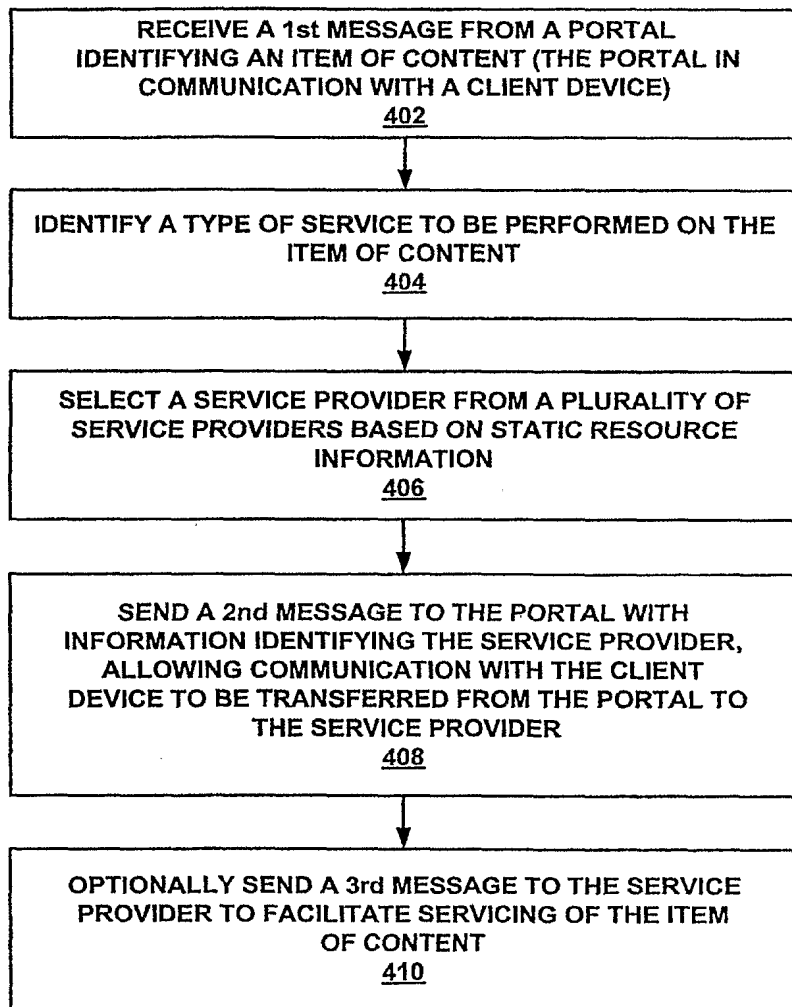 RECEIVE A 1st MESSAGE FROM A PORTAL
IDENTIFYING AN ITEM OF CONTENT (THE PORTAL IN
COMMUNICATION WITH A CLIENT DEVICE)
402
IDENTIFY A TYPE OF SERVICE TO BE PERFORMED ON THE
ITEM OF CONTENT
404
SELECT A SERVICE PROVIDER FROM A PLURALITY OF
SERVICE PROVIDERS BASED ON STATIC RESOURCE
INFORMATION
406
SEND A 2nd MESSAGE TO THE PORTAL WITH
INFORMATION IDENTIFYING THE SERVICE PROVIDER,
ALLOWING COMMUNICATION WITH THE CLIENT
DEVICE TO BE TRANSFERRED FROM THE PORTAL TO
THE SERVICE PROVIDER
408
OPTIONALLY SEND A 3rd MESSAGE TO THE SERVICE
PROVIDER TO FACILITATE SERVICING OF THE ITEM
OF CONTENT
410